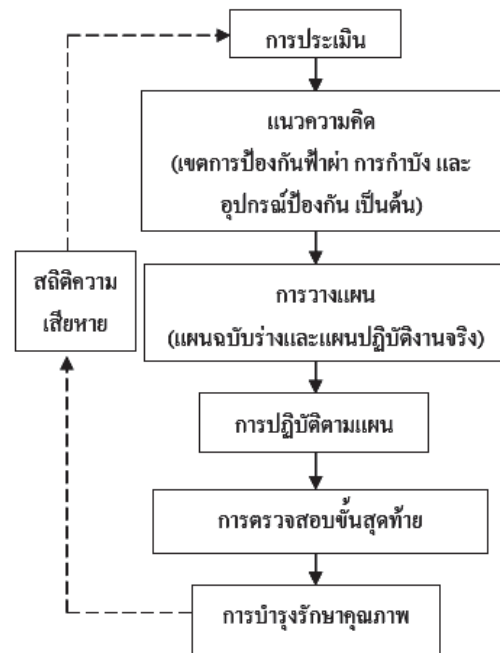 การประเมิน
แนวความคิด
(เขตการป้องกันฟ้าผ่า การกำบัง และ
อุปกรณ์ป้องกัน เป็นต้น)
สถิติความ
เสียหาย
การวางแผน
(แผนฉบับร่างและแผนปฏิบัติงานจริง)
การปฏิบัติตามแผน
การตรวจสอบขั้นสุดท้าย
การบำรุงรักษาคุณภาพ